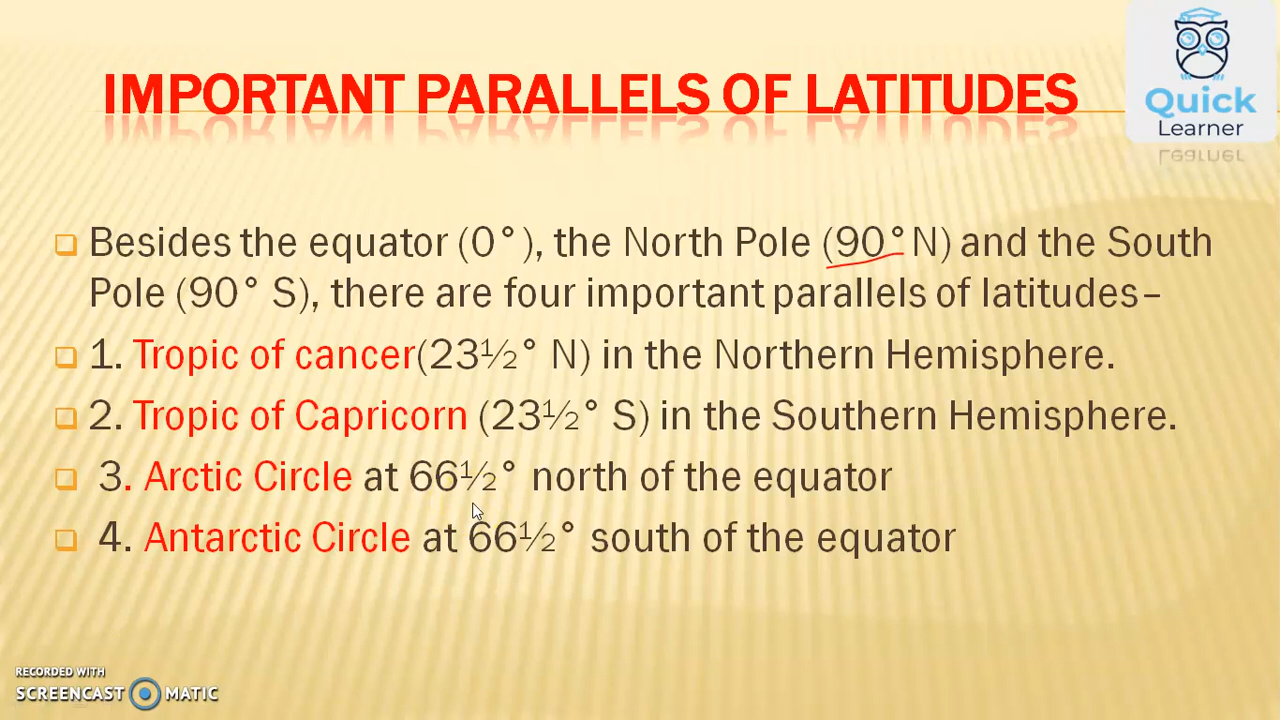 IMPORTANT PARALLELS OF LATITUDES
Quick
Learner
Besides the equator (0°), the North Pole (90°N) and the South
Pole (90° S), there are four important parallels of latitudes–
1. Tropic of cancer(23½° N) in the Northern Hemisphere.
2. Tropic of Capricorn (23½° S) in the Southern Hemisphere.
3. Arctic Circle at 66½° north of the equator
4. Antarctic Circle at 66½° south of the equator
RECORDED WITH
SCREENCAST MATIC